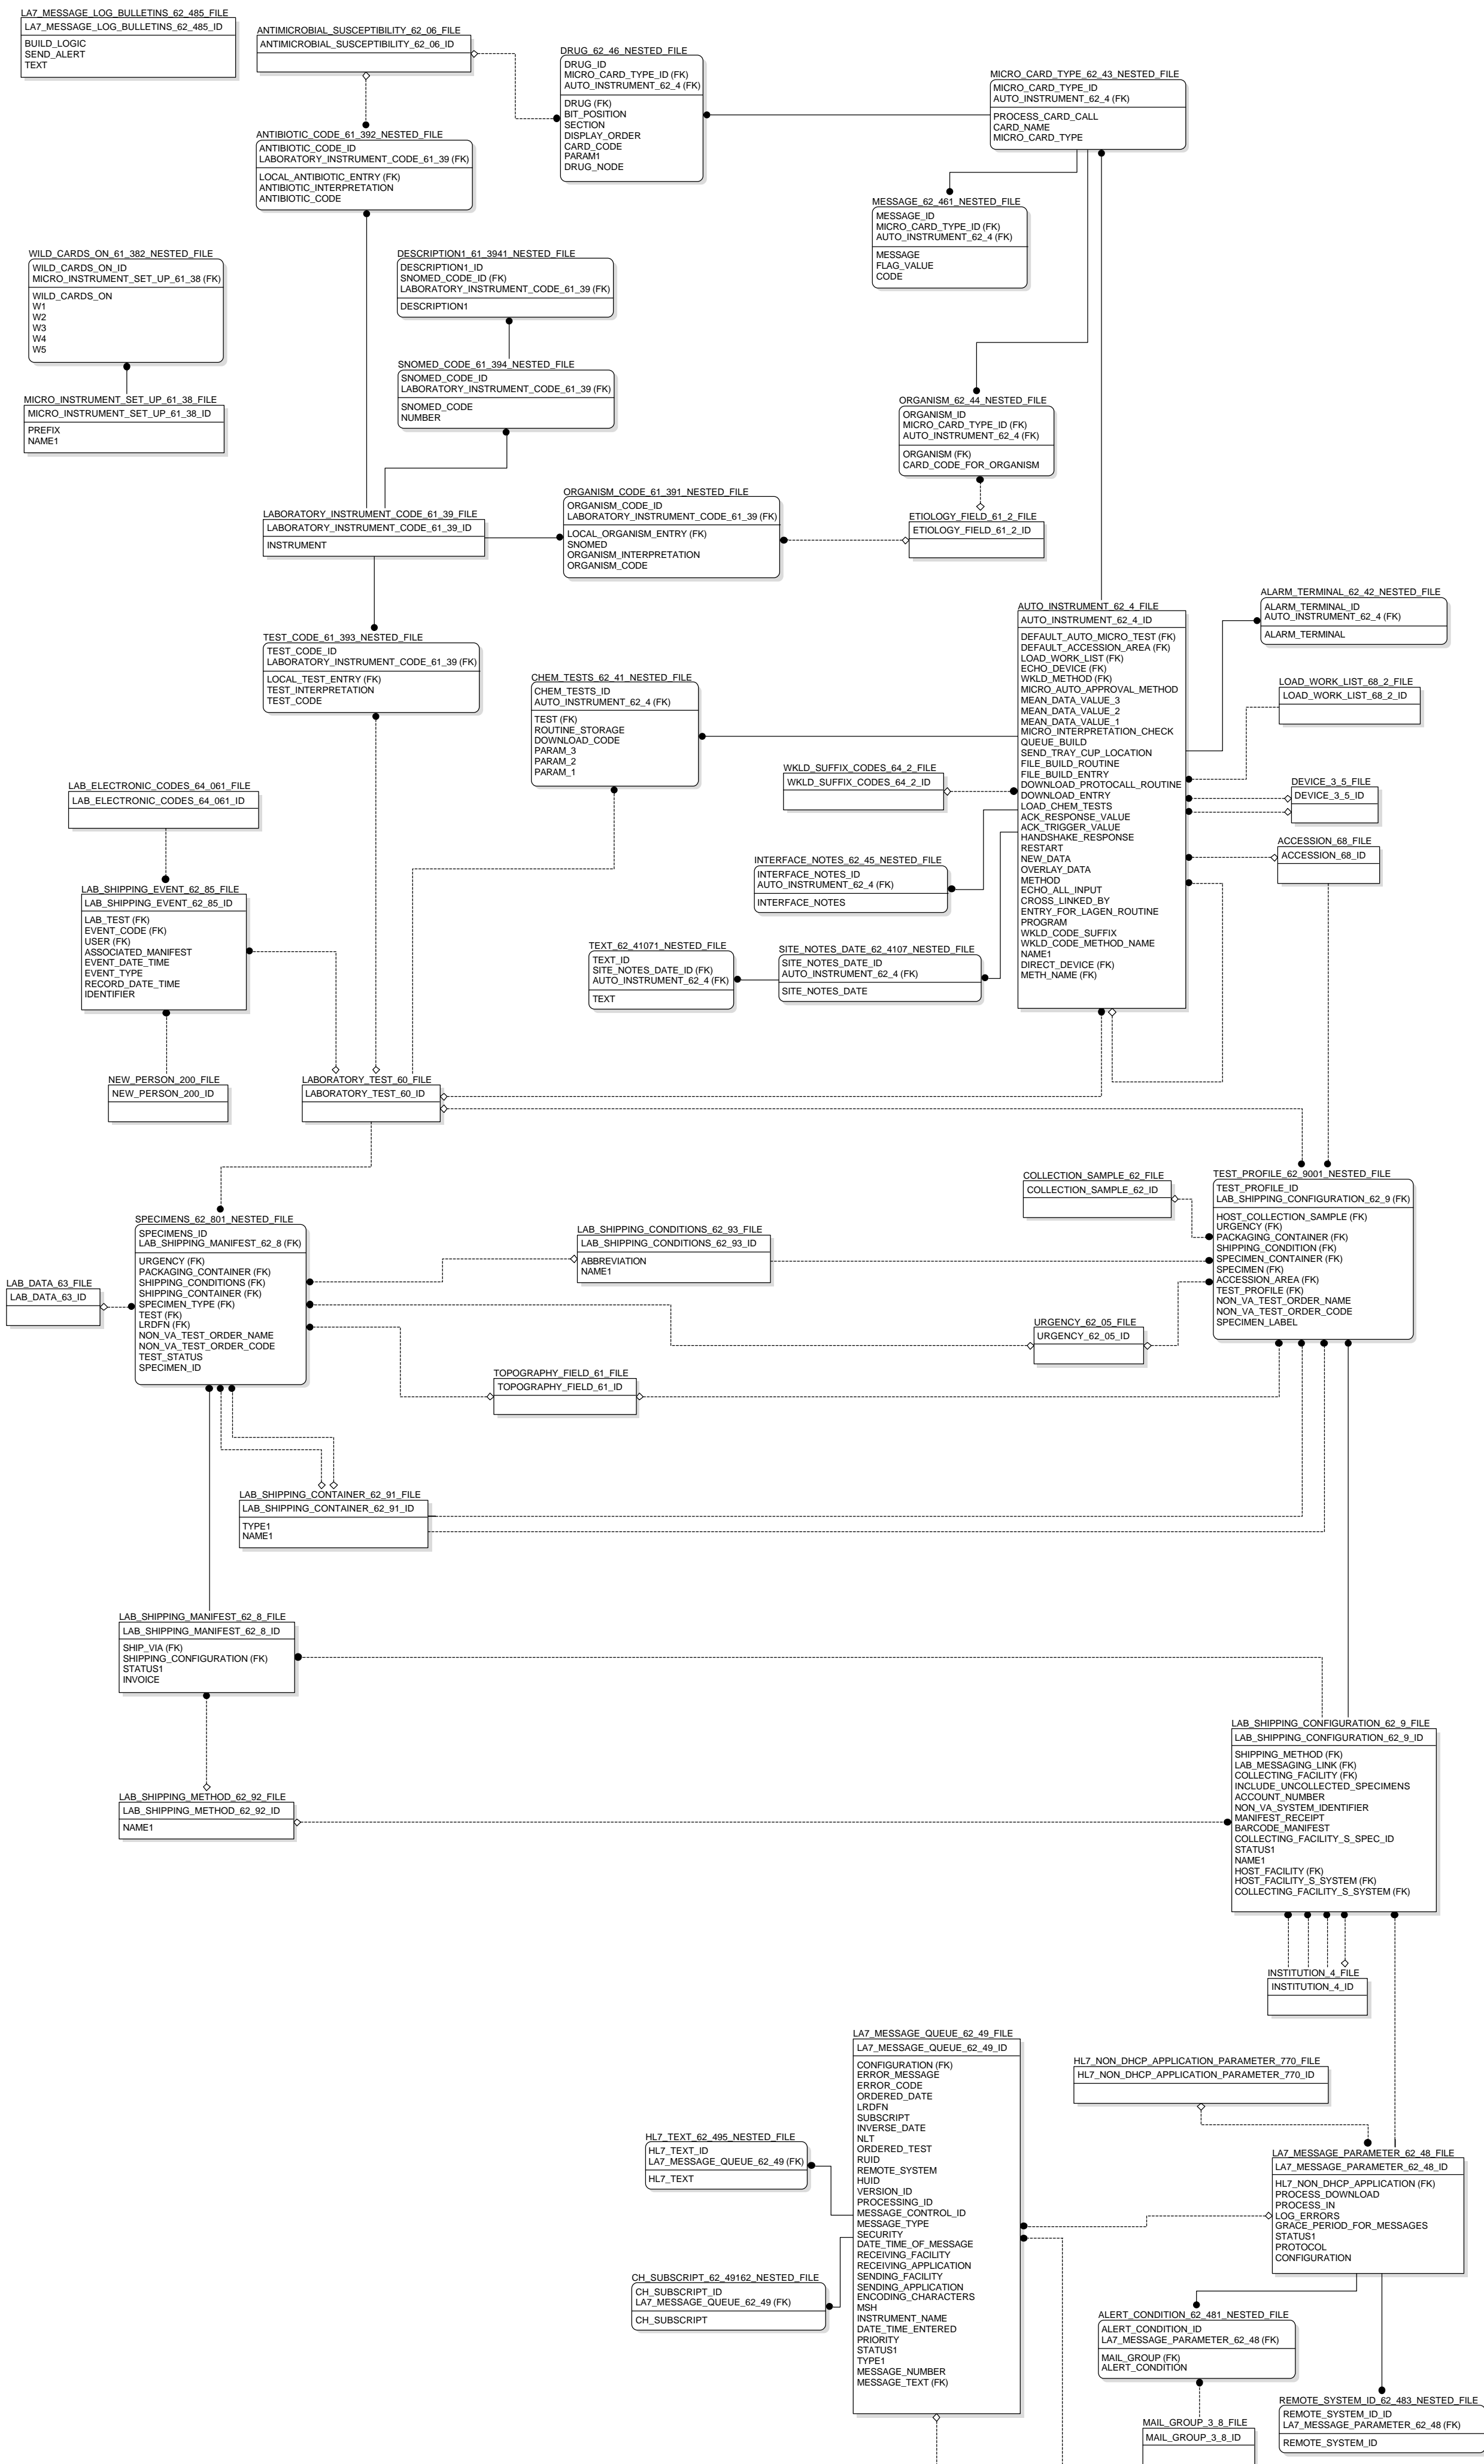 LA7_MESSAGE_LOG_BULLETINS_62_485_FILE
LA7_MESSAGE_LOG_BULLETINS_62_485_ID
BUILD_LOGIC
SEND_ALERT
TEXT
ANTIMICROBIAL_SUSCEPTIBILITY_62_06_FILE
ANTIMICROBIAL_SUSCEPTIBILITY_62_06_ID
DRUG_62_46_NESTED_FILE
DRUG_ID
MICRO_CARD_TYPE_ID (FK)
AUTO_INSTRUMENT_62_4 (FK)
DRUG (FK)
BIT_POSITION
SECTION
DISPLAY_ORDER
CARD_CODE
PARAM1
DRUG_NODE
MICRO_CARD_TYPE_62_43_NESTED_FILE
MICRO_CARD_TYPE_ID
AUTO_INSTRUMENT_62_4 (FK)
PROCESS_CARD_CALL
CARD_NAME
MICRO_CARD_TYPE
ANTIBIOTIC_CODE_61_392_NESTED_FILE
ANTIBIOTIC_CODE_ID
LABORATORY_INSTRUMENT_CODE_61_39 (FK)
LOCAL_ANTIBIOTIC_ENTRY (FK)
ANTIBIOTIC_INTERPRETATION
ANTIBIOTIC_CODE
MESSAGE_62_461_NESTED_FILE
MESSAGE_ID
MICRO_CARD_TYPE_ID (FK)
AUTO_INSTRUMENT_62_4 (FK)
MESSAGE
FLAG_VALUE
CODE
WILD_CARDS_ON_61_382_NESTED_FILE
WILD_CARDS_ON_ID
MICRO_INSTRUMENT_SET_UP_61_38 (FK)
WILD_CARDS_ON
W1
W2
W3
W4
W5
DESCRIPTION1_61_3941_NESTED_FILE
DESCRIPTION1_ID
SNOMED_CODE_ID (FK)
LABORATORY_INSTRUMENT_CODE_61_39 (FK)
DESCRIPTION1
SNOMED_CODE_61_394_NESTED_FILE
SNOMED_CODE_ID
LABORATORY_INSTRUMENT_CODE_61_39 (FK)
SNOMED_CODE
NUMBER
MICRO_INSTRUMENT_SET_UP_61_38_FILE
MICRO_INSTRUMENT_SET_UP_61_38_ID
PREFIX
NAME1
ORGANISM_62_44_NESTED_FILE
ORGANISM_ID
MICRO_CARD_TYPE_ID (FK)
AUTO_INSTRUMENT_62_4 (FK)
ORGANISM (FK)
CARD_CODE_FOR_ORGANISM
LABORATORY_INSTRUMENT_CODE_61_39_FILE
LABORATORY_INSTRUMENT_CODE_61_39_ID
INSTRUMENT
ORGANISM_CODE_61_391_NESTED_FILE
ORGANISM_CODE_ID
LABORATORY_INSTRUMENT_CODE_61_39 (FK)
LOCAL_ORGANISM_ENTRY (FK)
SNOMED
ORGANISM_INTERPRETATION
ORGANISM_CODE
ETIOLOGY_FIELD_61_2_FILE
ETIOLOGY_FIELD_61_2_ID
AUTO_INSTRUMENT_62_4_FILE
AUTO_INSTRUMENT_62_4_ID
DEFAULT_AUTO_MICRO_TEST (FK)
DEFAULT_ACCESSION_AREA (FK)
LOAD_WORK_LIST (FK)
ECHO_DEVICE (FK)
WKLD_METHOD (FK)
MICRO_AUTO_APPROVAL_METHOD
MEAN_DATA_VALUE_3
MEAN_DATA_VALUE_2
MEAN_DATA_VALUE_1
MICRO_INTERPRETATION_CHECK
QUEUE_BUILD
SEND_TRAY_CUP_LOCATION
FILE_BUILD_ROUTINE
FILE_BUILD_ENTRY
DOWNLOAD_PROTOCALL_ROUTINE
DOWNLOAD_ENTRY
LOAD_CHEM_TESTS
ACK_RESPONSE_VALUE
ACK_TRIGGER_VALUE
HANDSHAKE_RESPONSE
RESTART
NEW_DATA
OVERLAY_DATA
METHOD
ECHO_ALL_INPUT
CROSS_LINKED_BY
ENTRY_FOR_LAGEN_ROUTINE
PROGRAM
WKLD_CODE_SUFFIX
WKLD_CODE_METHOD_NAME
NAME1
DIRECT_DEVICE (FK)
METH_NAME (FK)
ALARM_TERMINAL_62_42_NESTED_FILE
ALARM_TERMINAL_ID
AUTO_INSTRUMENT_62_4 (FK)
ALARM_TERMINAL
TEST_CODE_61_393_NESTED_FILE
TEST_CODE_ID
LABORATORY_INSTRUMENT_CODE_61_39 (FK)
LOCAL_TEST_ENTRY (FK)
TEST_INTERPRETATION
TEST_CODE
CHEM_TESTS_62_41_NESTED_FILE
CHEM_TESTS_ID
AUTO_INSTRUMENT_62_4 (FK)
TEST (FK)
ROUTINE_STORAGE
DOWNLOAD_CODE
PARAM_3
PARAM_2
PARAM_1
LOAD_WORK_LIST_68_2_FILE
LOAD_WORK_LIST_68_2_ID
WKLD_SUFFIX_CODES_64_2_FILE
WKLD_SUFFIX_CODES_64_2_ID
DEVICE_3_5_FILE
DEVICE_3_5_ID
LAB_ELECTRONIC_CODES_64_061_FILE
LAB_ELECTRONIC_CODES_64_061_ID
ACCESSION_68_FILE
ACCESSION_68_ID
INTERFACE_NOTES_62_45_NESTED_FILE
INTERFACE_NOTES_ID
AUTO_INSTRUMENT_62_4 (FK)
INTERFACE_NOTES
LAB_SHIPPING_EVENT_62_85_FILE
LAB_SHIPPING_EVENT_62_85_ID
LAB_TEST (FK)
EVENT_CODE (FK)
USER (FK)
ASSOCIATED_MANIFEST
EVENT_DATE_TIME
EVENT_TYPE
RECORD_DATE_TIME
IDENTIFIER
TEXT_62_41071_NESTED_FILE
TEXT_ID
SITE_NOTES_DATE_ID (FK)
AUTO_INSTRUMENT_62_4 (FK)
TEXT
SITE_NOTES_DATE_62_4107_NESTED_FILE
SITE_NOTES_DATE_ID
AUTO_INSTRUMENT_62_4 (FK)
SITE_NOTES_DATE
NEW_PERSON_200_FILE
NEW_PERSON_200_ID
LABORATORY_TEST_60_FILE
LABORATORY_TEST_60_ID
COLLECTION_SAMPLE_62_FILE
COLLECTION_SAMPLE_62_ID
TEST_PROFILE_62_9001_NESTED_FILE
TEST_PROFILE_ID
LAB_SHIPPING_CONFIGURATION_62_9 (FK)
HOST_COLLECTION_SAMPLE (FK)
URGENCY (FK)
PACKAGING_CONTAINER (FK)
SHIPPING_CONDITION (FK)
SPECIMEN_CONTAINER (FK)
SPECIMEN (FK)
ACCESSION_AREA (FK)
TEST_PROFILE (FK)
NON_VA_TEST_ORDER_NAME
NON_VA_TEST_ORDER_CODE
SPECIMEN_LABEL
SPECIMENS_62_801_NESTED_FILE
SPECIMENS_ID
LAB_SHIPPING_MANIFEST_62_8 (FK)
URGENCY (FK)
PACKAGING_CONTAINER (FK)
SHIPPING_CONDITIONS (FK)
SHIPPING_CONTAINER (FK)
SPECIMEN_TYPE (FK)
TEST (FK)
LRDFN (FK)
NON_VA_TEST_ORDER_NAME
NON_VA_TEST_ORDER_CODE
TEST_STATUS
SPECIMEN_ID
LAB_SHIPPING_CONDITIONS_62_93_FILE
LAB_SHIPPING_CONDITIONS_62_93_ID
ABBREVIATION
NAME1
LAB_DATA_63_FILE
LAB_DATA_63_ID
URGENCY_62_05_FILE
URGENCY_62_05_ID
TOPOGRAPHY_FIELD_61_FILE
TOPOGRAPHY_FIELD_61_ID
LAB_SHIPPING_CONTAINER_62_91_FILE
LAB_SHIPPING_CONTAINER_62_91_ID
TYPE1
NAME1
LAB_SHIPPING_MANIFEST_62_8_FILE
LAB_SHIPPING_MANIFEST_62_8_ID
SHIP_VIA (FK)
SHIPPING_CONFIGURATION (FK)
STATUS1
INVOICE
LAB_SHIPPING_CONFIGURATION_62_9_FILE
LAB_SHIPPING_CONFIGURATION_62_9_ID
SHIPPING_METHOD (FK)
LAB_MESSAGING_LINK (FK)
COLLECTING_FACILITY (FK)
INCLUDE_UNCOLLECTED_SPECIMENS
ACCOUNT_NUMBER
NON_VA_SYSTEM_IDENTIFIER
MANIFEST_RECEIPT
BARCODE_MANIFEST
COLLECTING_FACILITY_S_SPEC_ID
STATUS1
NAME1
HOST_FACILITY (FK)
HOST_FACILITY_S_SYSTEM (FK)
COLLECTING_FACILITY_S_SYSTEM (FK)
LAB_SHIPPING_METHOD_62_92_FILE
LAB_SHIPPING_METHOD_62_92_ID
NAME1
INSTITUTION_4_FILE
INSTITUTION_4_ID
LA7_MESSAGE_QUEUE_62_49_FILE
LA7_MESSAGE_QUEUE_62_49_ID
CONFIGURATION (FK)
ERROR_MESSAGE
ERROR_CODE
ORDERED_DATE
LRDFN
SUBSCRIPT
INVERSE_DATE
NLT
ORDERED_TEST
RUID
REMOTE_SYSTEM
HUID
VERSION_ID
PROCESSING_ID
MESSAGE_CONTROL_ID
MESSAGE_TYPE
SECURITY
DATE_TIME_OF_MESSAGE
RECEIVING_FACILITY
RECEIVING_APPLICATION
SENDING_FACILITY
SENDING_APPLICATION
ENCODING_CHARACTERS
MSH
INSTRUMENT_NAME
DATE_TIME_ENTERED
PRIORITY
STATUS1
TYPE1
MESSAGE_NUMBER
MESSAGE_TEXT (FK)
HL7_NON_DHCP_APPLICATION_PARAMETER_770_FILE
HL7_NON_DHCP_APPLICATION_PARAMETER_770_ID
HL7_TEXT_62_495_NESTED_FILE
HL7_TEXT_ID
LA7_MESSAGE_QUEUE_62_49 (FK)
HL7_TEXT
LA7_MESSAGE_PARAMETER_62_48_FILE
LA7_MESSAGE_PARAMETER_62_48_ID
HL7_NON_DHCP_APPLICATION (FK)
PROCESS_DOWNLOAD
PROCESS_IN
LOG_ERRORS
GRACE_PERIOD_FOR_MESSAGES
STATUS1
PROTOCOL
CONFIGURATION
CH_SUBSCRIPT_62_49162_NESTED_FILE
CH_SUBSCRIPT_ID
LA7_MESSAGE_QUEUE_62_49 (FK)
CH_SUBSCRIPT
ALERT_CONDITION_62_481_NESTED_FILE
ALERT_CONDITION_ID
LA7_MESSAGE_PARAMETER_62_48 (FK)
MAIL_GROUP (FK)
ALERT_CONDITION
REMOTE_SYSTEM_ID_62_483_NESTED_FILE
REMOTE_SYSTEM_ID_ID
LA7_MESSAGE_PARAMETER_62_48 (FK)
REMOTE_SYSTEM_ID
MAIL_GROUP_3_8_FILE
MAIL_GROUP_3_8_ID